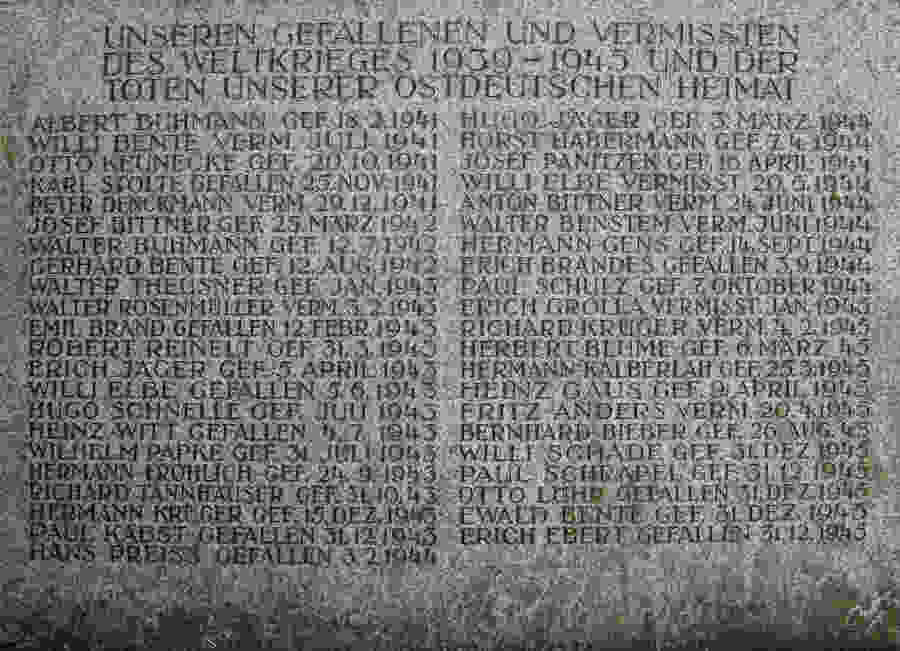 UNSEREN GEFALLENEN UND VERMISSTEN
DES WELTKRIEGES 1939-1945 UND DER
TOTEN UNSERER OSTDEUTSCHEN HEIMAT
ALBERT BUHMANN GEF. 18.2.1941
WILLI BENTE VERM. JULI 1941
OTTO REUNECKE GEF. 20.10.1941
KARL STOLTE GEFALLEN 25.NOV.1941
PETER DENCKMANN VERM. 29.12.1941
JOSEF BITTNER GEF. 25.MÄRZ 1942
WALTER BUHMANN GEF. 12.7.1942
GERHARD BENTE GEF. 12.AUG.1942
WALTER THEUSNER GEF. JAN.1943
WALTER ROSENMÜLLER VERM. 3.2.1943
EMIL BRAND GEFALLEN 12.FEBR.1943
ROBERT REINELT GEF. 31.3.1943
ERICH JÄGER GEF. 5.APRIL 1943
WILLI ELBE GEFALLEN 5.6.1943
HUGO SCHNELLE GEF. JULI 1943
HEINZ WITT GEFALLEN 4.7.1943
WILHELM PAPKE GEF. 31.JULI 1943
HERMANN FRÖHLICH GEF. 24.9.1943
RICHARD TANNHÄUSER GEF. 31.10.43
HERMANN KRÜGER GEF. 15.DEZ.1943
PAUL KABST GEFALLEN 31.12.1943
HANS PREISS GEFALLEN 3.2.1944
HUGO JÄGER GEF. 3.MÄRZ 1944
HORST HABERMANN GEF. 7.4.1944
JOSEF PANITZEK GEF. 16 APRIL 1944
WILLI ELBE VERMISST 20.5.1944
ANTON BITTNER VERM. 24.JUNI 1944
WALTER BENSTEM VERM. JUNI 1944
HERMANN GENS GEF. 14.SEPT.1944
ERICH BRANDES GEFALLEN 3.9.1944
PAUL SCHULZ GEF. 7.OKTOBER 1944
ERICH GROLLA VERMISST JAN.1945
RICHARD KRÜGER VERM. 4.2.1945
HERBERT BLUME GEF. 6.MÄRZ 45
HERMANN KALBERLAH GEF. 25.3.1945
HEINZ GAUS GEF. 9.APRIL 1945
FRITZ ANDERS VERM. 20.4.1945
BERNHARD BIEBER GEF. 26.AUG.45
WILLI SCHADE GEF. 31.DEZ.1945
PAUL SCHRAPEL GEF. 31.12.1945
OTTO LÜHR GEFALLEN 31.DEZ.1945
EWALD BENTE GEF. 31.DEZ.1945
ERICH EBERT GEFALLEN 31.12.1945